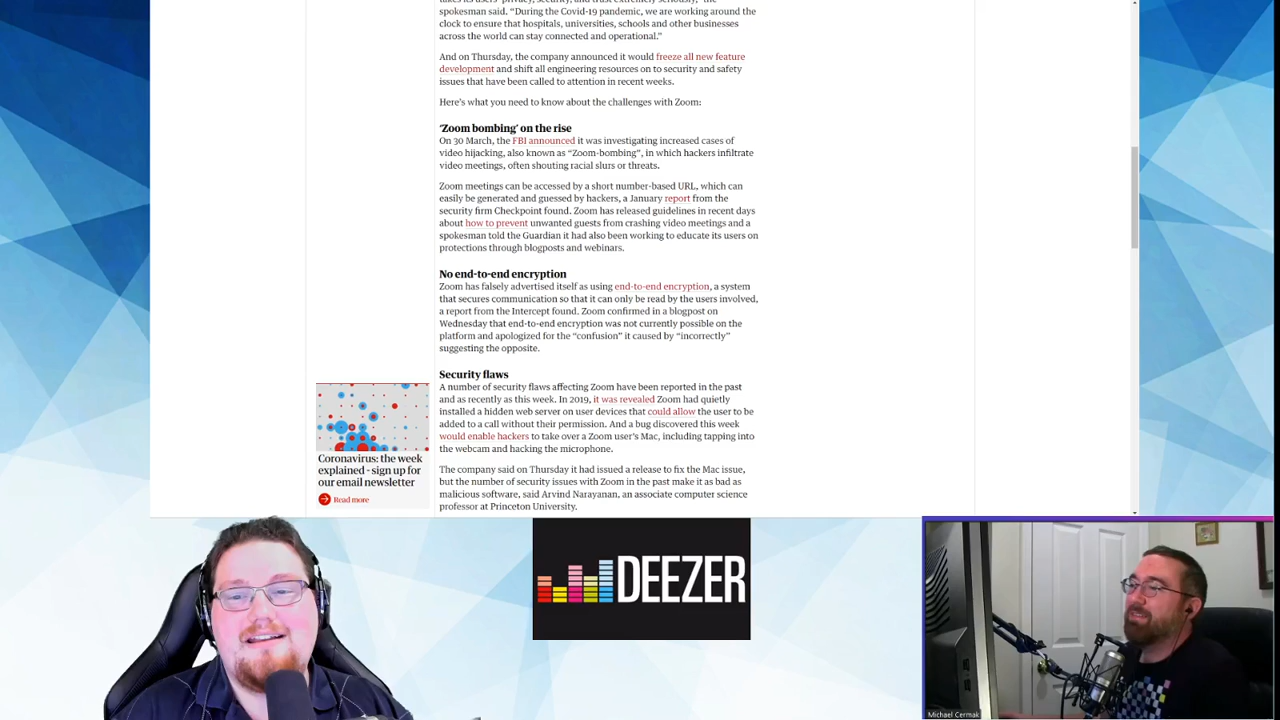 takes its users' privacy, security, and trust extremely seriously," the
spokesman said. “During the Covid-19 pandemic, we are working around the
clock to ensure that hospitals, universities, schools and other businesses
across the world can stay connected and operational.”
And on Thursday, the company announced it would freeze all new feature
development and shift all engineering resources on to security and safety
issues that have been called to attention in recent weeks.
Here’s what you need to know about the challenges with Zoom:
‘Zoom bombing’ on the rise
On 30 March, the FBI announced it was investigating increased cases of
video hijacking, also known as “Zoom-bombing”, in which hackers infiltrate
video meetings, often shouting racial slurs or threats.
Zoom meetings can be accessed by a short number-based URL, which can
easily be generated and guessed by hackers, a January report from the
security firm Checkpoint found. Zoom has released guidelines in recent days
about how to prevent unwanted guests from crashing video meetings and a
spokesman told the Guardian it had also been working to educate its users on
protections through blogposts and webinars.
No end-to-end encryption
Zoom has falsely advertised itself as using end-to-end encryption, a system
that secures communication so that it can only be read by the users involved,
a report from the Intercept found. Zoom confirmed in a blogpost on
Wednesday that end-to-end encryption was not currently possible on the
platform and apologized for the “confusion” it caused by “incorrectly”
suggesting the opposite.
Security flaws
A number of security flaws affecting Zoom have been reported in the past
and as recently as this week. In 2019, it was revealed Zoom had quietly
installed a hidden web server on user devices that could allow the user to be
added to a call without their permission. And a bug discovered this week
would enable hackers to take over a Zoom user’s Mac, including tapping into
the webcam and hacking the microphone.
The company said on Thursday it had issued a release to fix the Mac issue,
but the number of security issues with Zoom in the past make it as bad as
malicious software, said Arvind Narayanan, an associate computer science
professor at Princeton University.
Coronavirus: the week
explained - sign up for
our email newsletter
Read more
DEEZER
Michael Cermak